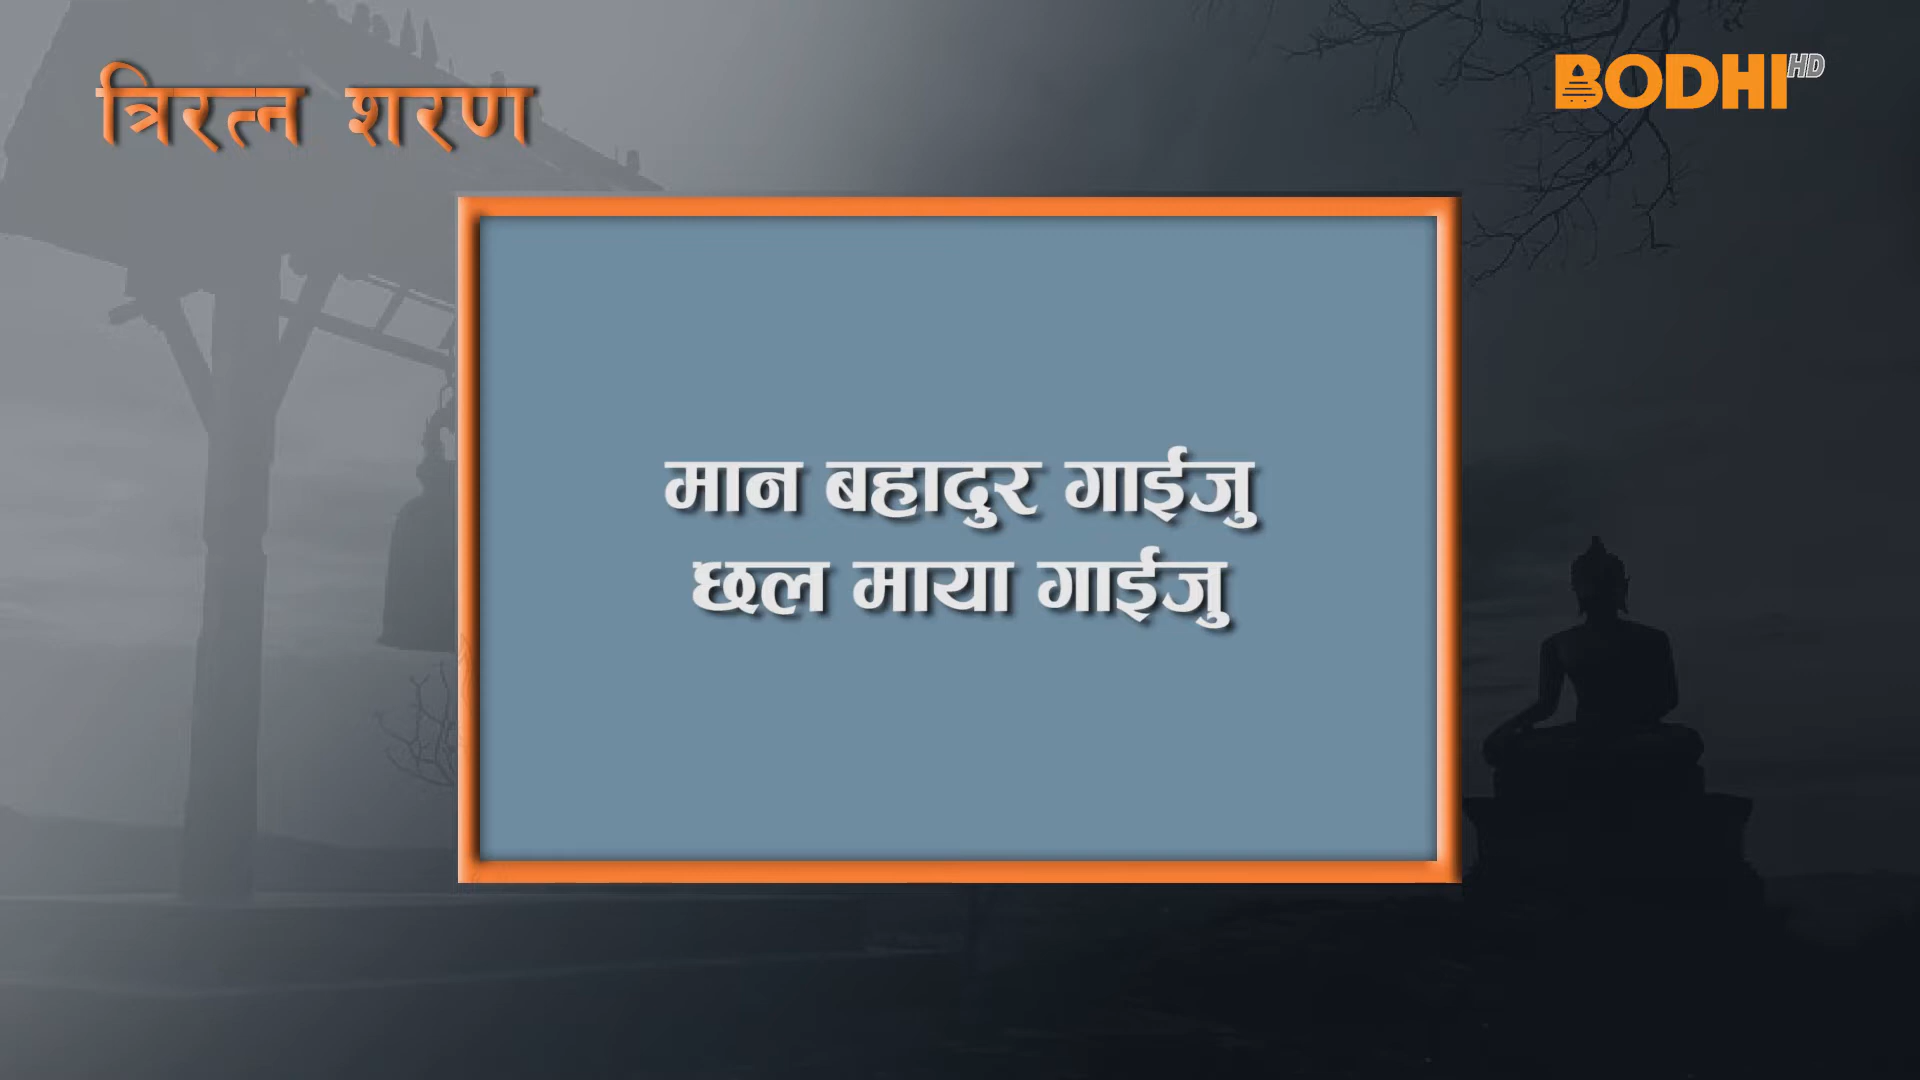 त्रिरत्न शरण
BODHI HD
मान बहादुर गाईजु
छल माया गाईजु